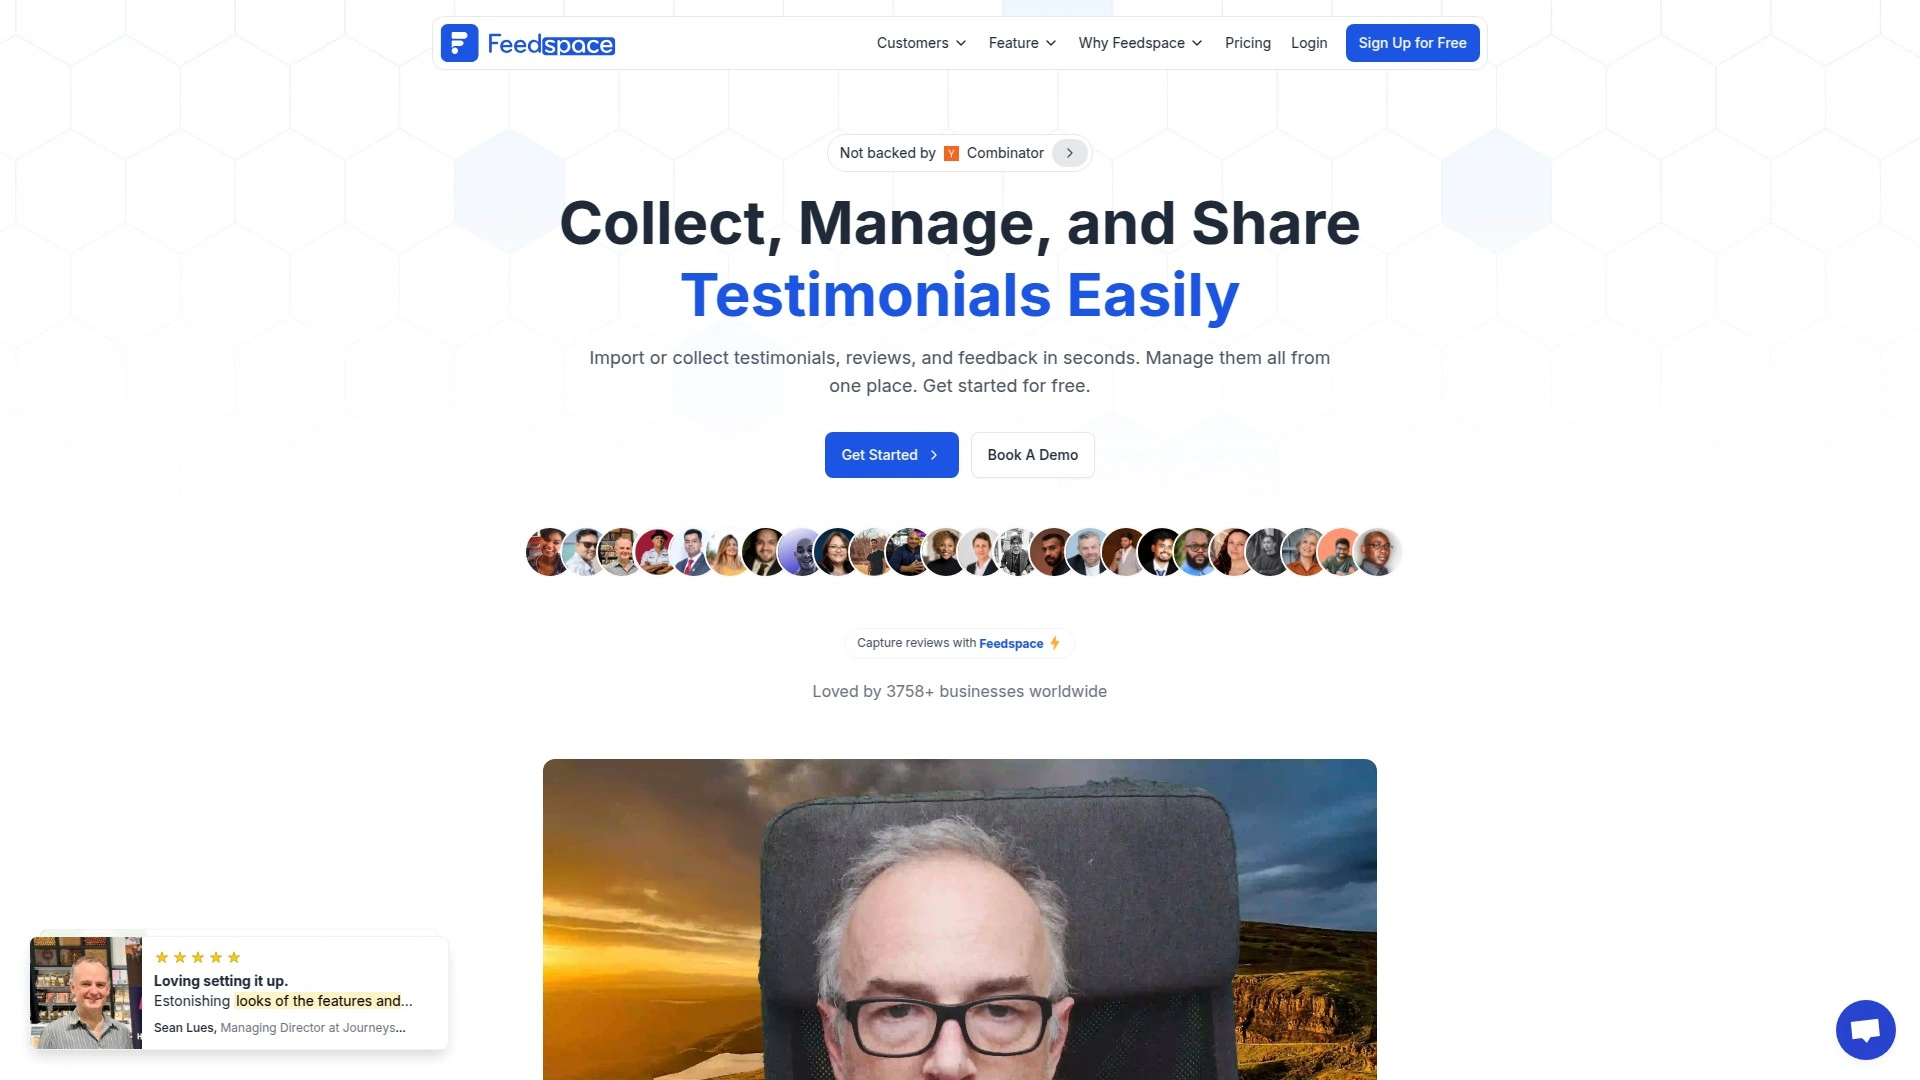 Feedspace
Customers
Feature
Why Feedspace
Pricing
Login
Sign Up for Free
Not backed by Y Combinator
Collect, Manage, and Share
Testimonials Easily
Import or collect testimonials, reviews, and feedback in seconds. Manage them all from
one place. Get started for free.
Get Started
Book A Demo
Capture reviews with Feedspace
Loved by 3758+ businesses worldwide
Loving setting it up.
Estonishing looks of the features and...
Sean Lues, Managing Director at Journeys...